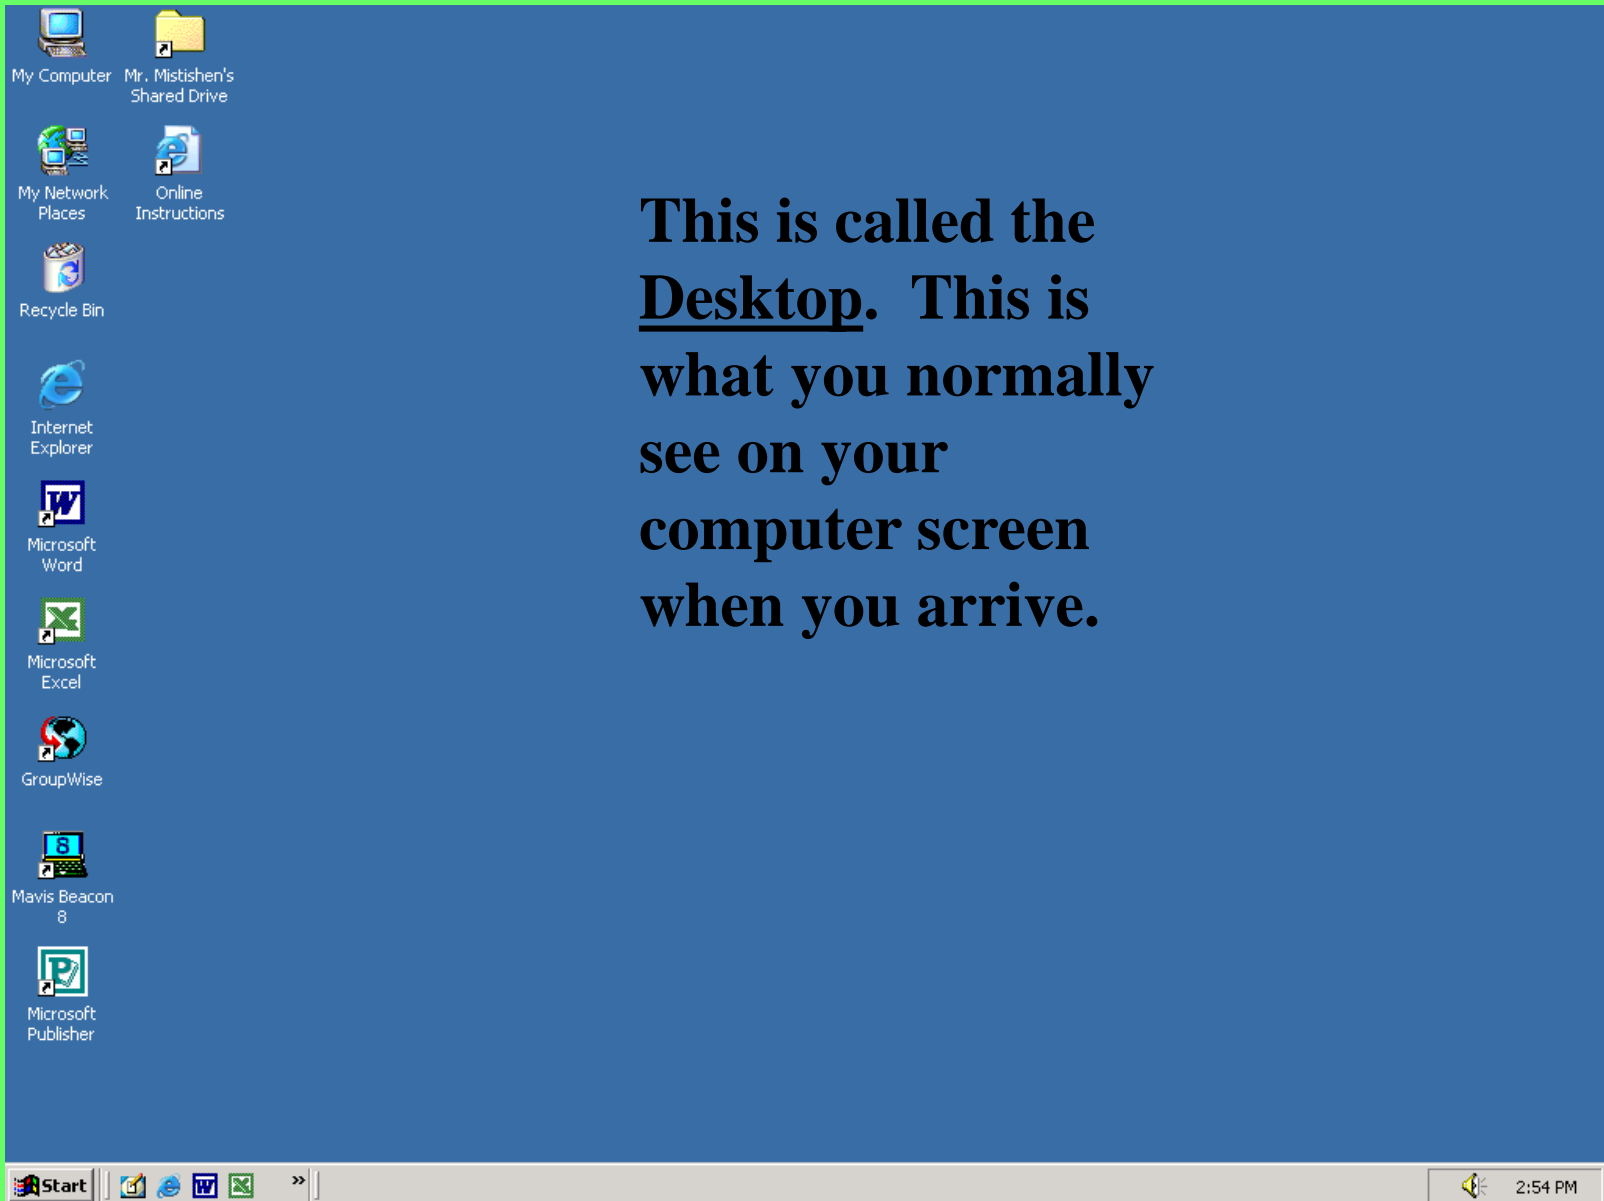 My Computer
Mr. Mistishen's
Shared Drive
My Network
Places
Online
Instructions
Recycle Bin
Internet
Explorer
Microsoft
Word
Microsoft
Excel
GroupWise
8
Mavis Beacon
8
Microsoft
Publisher
This is called the
Desktop.  This is
what you normally
see on your
computer screen
when you arrive.
Start
»
2:54 PM